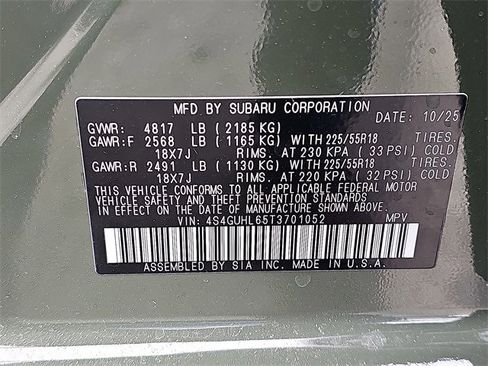 MFD BY SUBARU CORPORATION
DATE: 10/25
GVWR: 4817 LB (2185 KG)
GAWR:F 2568 LB (1165 KG) WITH 225/55R18 TIRES.
18X7J RIMS. AT 230 KPA (33 PSI) COLD
GAWR:R 2491 LB (1130 KG) WITH 225/55R18 TIRES.
18X7J RIMS. AT 220 KPA (32 PSI) COLD
THIS VEHICLE CONFORMS TO ALL APPLICABLE FEDERAL MOTOR
VEHICLE SAFETY AND THEFT PREVENTION STANDARDS
IN EFFECT ON THE DATE OF MANUFACTURE SHOWN ABOVE.
VIN: 4S4GUHL65T3701052 MPV
ASSEMBLED BY SIA INC. MADE IN U.S.A.